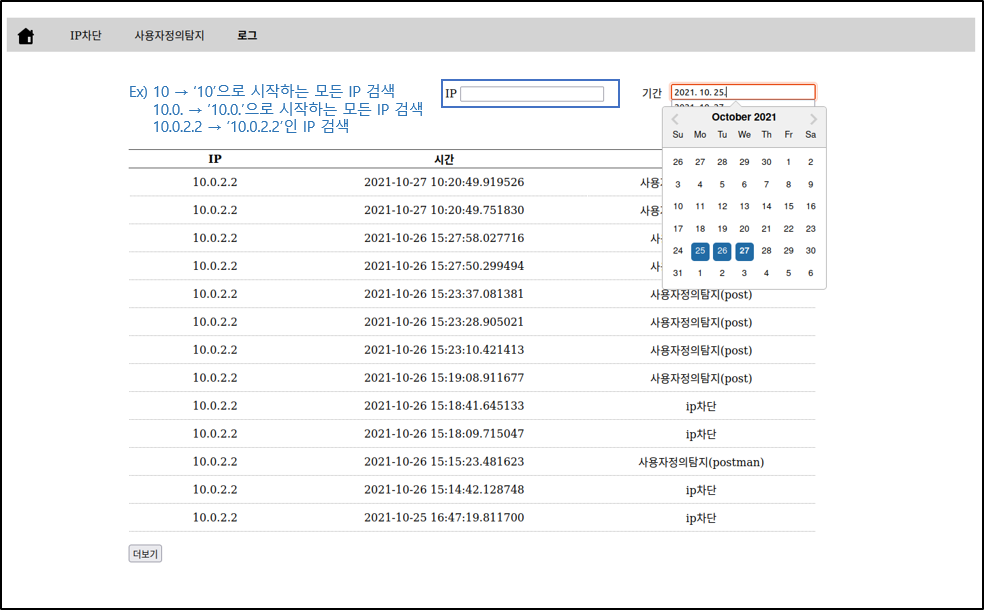 IP차단 사용자정의탐지 로그
Ex) 10 → '10'으로 시작하는 모든 IP 검색
10.0. → '10.0.'으로 시작하는 모든 IP 검색
10.0.2.2 → '10.0.2.2'인 IP 검색
IP
기간 2021. 10. 25.
October 2021
Su Mo Tu We Th Fr Sa
26 27 28 29 30 1 2
3 4 5 6 7 8 9
10 11 12 13 14 15 16
17 18 19 20 21 22 23
24 25 26 27 28 29 30
31 1 2 3 4 5 6
IP 시간
10.0.2.2 2021-10-27 10:20:49.919526
10.0.2.2 2021-10-27 10:20:49.751830
10.0.2.2 2021-10-26 15:27:58.027716
10.0.2.2 2021-10-26 15:27:50.299494
10.0.2.2 2021-10-26 15:23:37.081381 사용자정의탐지(post)
10.0.2.2 2021-10-26 15:23:28.905021 사용자정의탐지(post)
10.0.2.2 2021-10-26 15:23:10.421413 사용자정의탐지(post)
10.0.2.2 2021-10-26 15:19:08.911677 사용자정의탐지(post)
10.0.2.2 2021-10-26 15:18:41.645133 ip차단
10.0.2.2 2021-10-26 15:18:09.715047 ip차단
10.0.2.2 2021-10-26 15:15:23.481623 사용자정의탐지(postman)
10.0.2.2 2021-10-26 15:14:42.128748 ip차단
10.0.2.2 2021-10-25 16:47:19.811700 ip차단
더보기